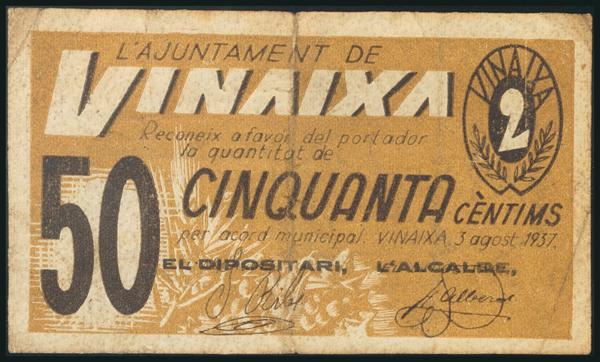 L'AJUNTAMENT DE
VINAIXA
VINAIXA
2
Reconeix a favor del portador
la quantitat de
50
CINQUANTA CÈNTIMS
per acord municipal. VINAIXA, 3 agost 1937.
EL DIPOSITARI, L'ALCALDE,